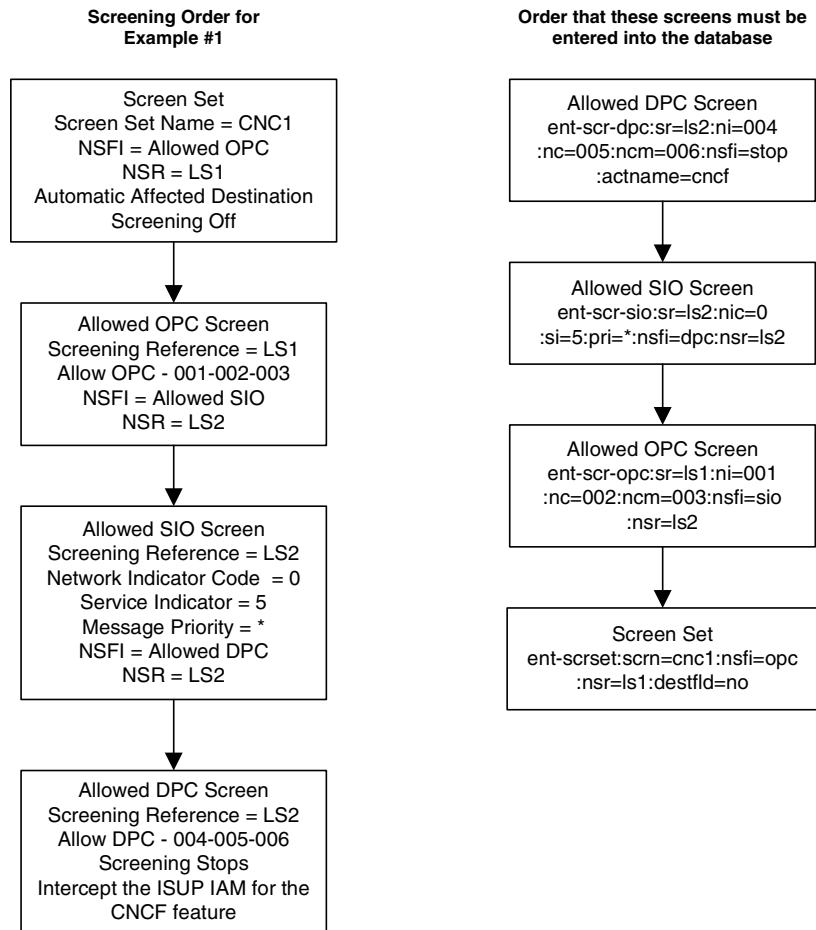 Screening Order for
Example #1
Screen Set
Screen Set Name = CNC1
NSFI = Allowed OPC
NSR = LS1
Automatic Affected Destination
Screening Off
Allowed OPC Screen
Screening Reference = LS1
Allow OPC - 001-002-003
NSFI = Allowed SIO
NSR = LS2
Allowed SIO Screen
Screening Reference = LS2
Network Indicator Code = 0
Service Indicator = 5
Message Priority = *
NSFI = Allowed DPC
NSR = LS2
Allowed DPC Screen
Screening Reference = LS2
Allow DPC - 004-005-006
Screening Stops
Intercept the ISUP IAM for the
CNCF feature
Order that these screens must be
entered into the database
Allowed DPC Screen
ent-scr-dpc:sr=ls2:ni=004
:nc=005:ncm=006:nsfi=stop
:actname=cncf
Allowed SIO Screen
ent-scr-sio:sr=ls2:nic=0
:si=5:pri=*:nsfi=dpc:nsr=ls2
Allowed OPC Screen
ent-scr-opc:sr=ls1:ni=001
:nc=002:ncm=003:nsfi=sio
:nsr=ls2
Screen Set
ent-scrset:scrn=cnc1:nsfi=opc
:nsr=ls1:destfld=no